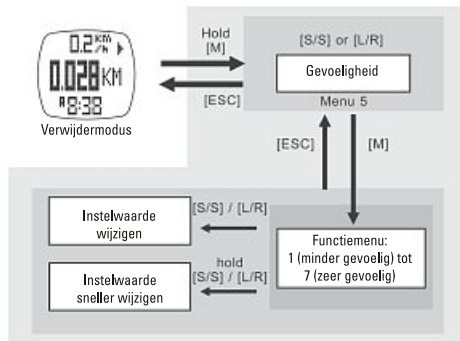 0.2 km/h
0.028 KM
A 8:38
Verwijdermodus
Hold
[M]
[ESC]
[S/S] or [L/R]
Gevoeligheid
Menu 5
[ESC]
[M]
Instelwaarde
wijzigen
[S/S] / [L/R]
Instelwaarde
sneller wijzigen
hold
[S/S] / [L/R]
Functiemenu:
1 (minder gevoelig) tot
7 (zeer gevoelig)